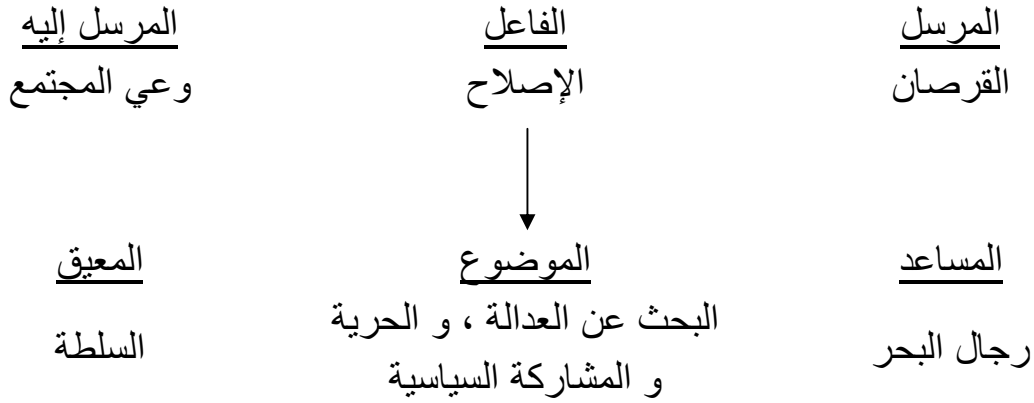 المرسل الفاعل المرسل إليه
القرصان الإصلاح وعي المجتمع
المساعد الموضوع المعيق
البحث عن العدالة ، و الحرية
رجال البحر السلطة
و المشاركة السياسية